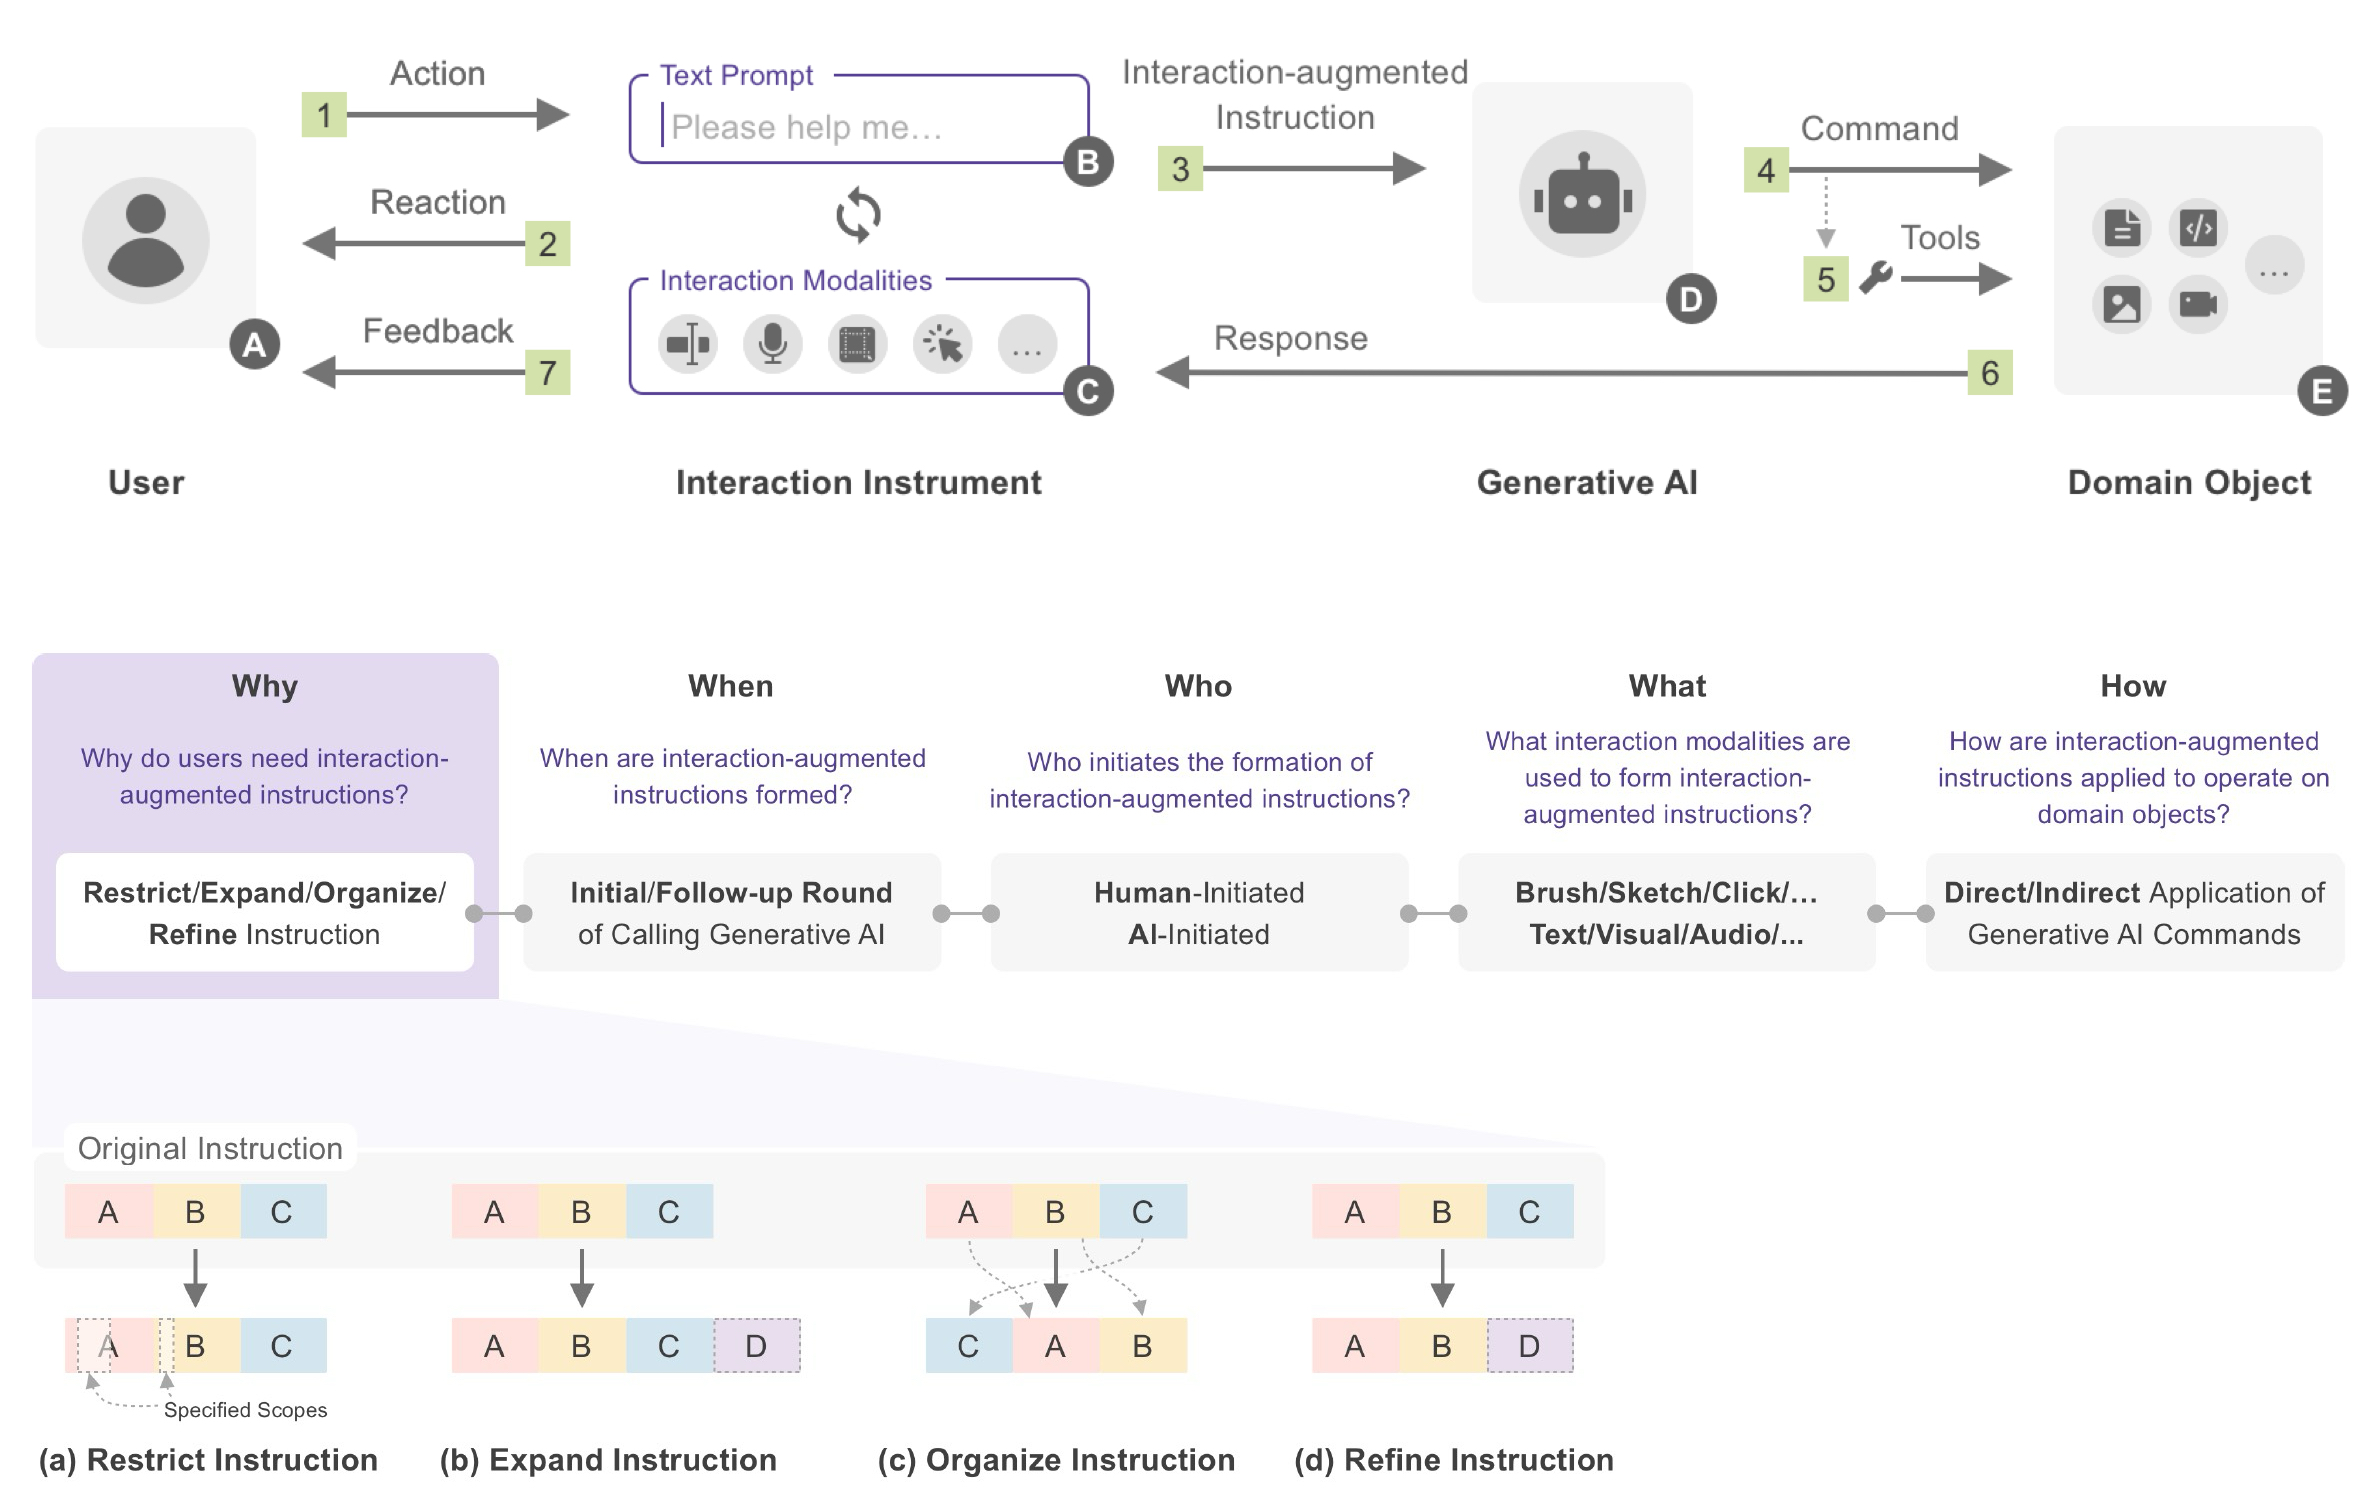 Action
1
Reaction
2
Feedback
7
A
User
Text Prompt
Please help me...
B
Interaction Modalities
...
C
Interaction Instrument
Interaction-augmented
Instruction
3
D
Generative AI
Response
6
Command
4
Tools
5
...
E
Domain Object
Why
Why do users need interaction-
augmented instructions?
Restrict/Expand/Organize/
Refine Instruction
When
When are interaction-augmented
instructions formed?
Initial/Follow-up Round
of Calling Generative AI
Who
Who initiates the formation of
interaction-augmented instructions?
Human-Initiated
AI-Initiated
What
What interaction modalities are
used to form interaction-
augmented instructions?
Brush/Sketch/Click/...
Text/Visual/Audio/...
How
How are interaction-augmented
instructions applied to operate on
domain objects?
Direct/Indirect Application of
Generative AI Commands
Original Instruction
A B C
A B C
Specified Scopes
(a) Restrict Instruction
A B C
A B C D
(b) Expand Instruction
A B C
C A B
(c) Organize Instruction
A B C
A B D
(d) Refine Instruction